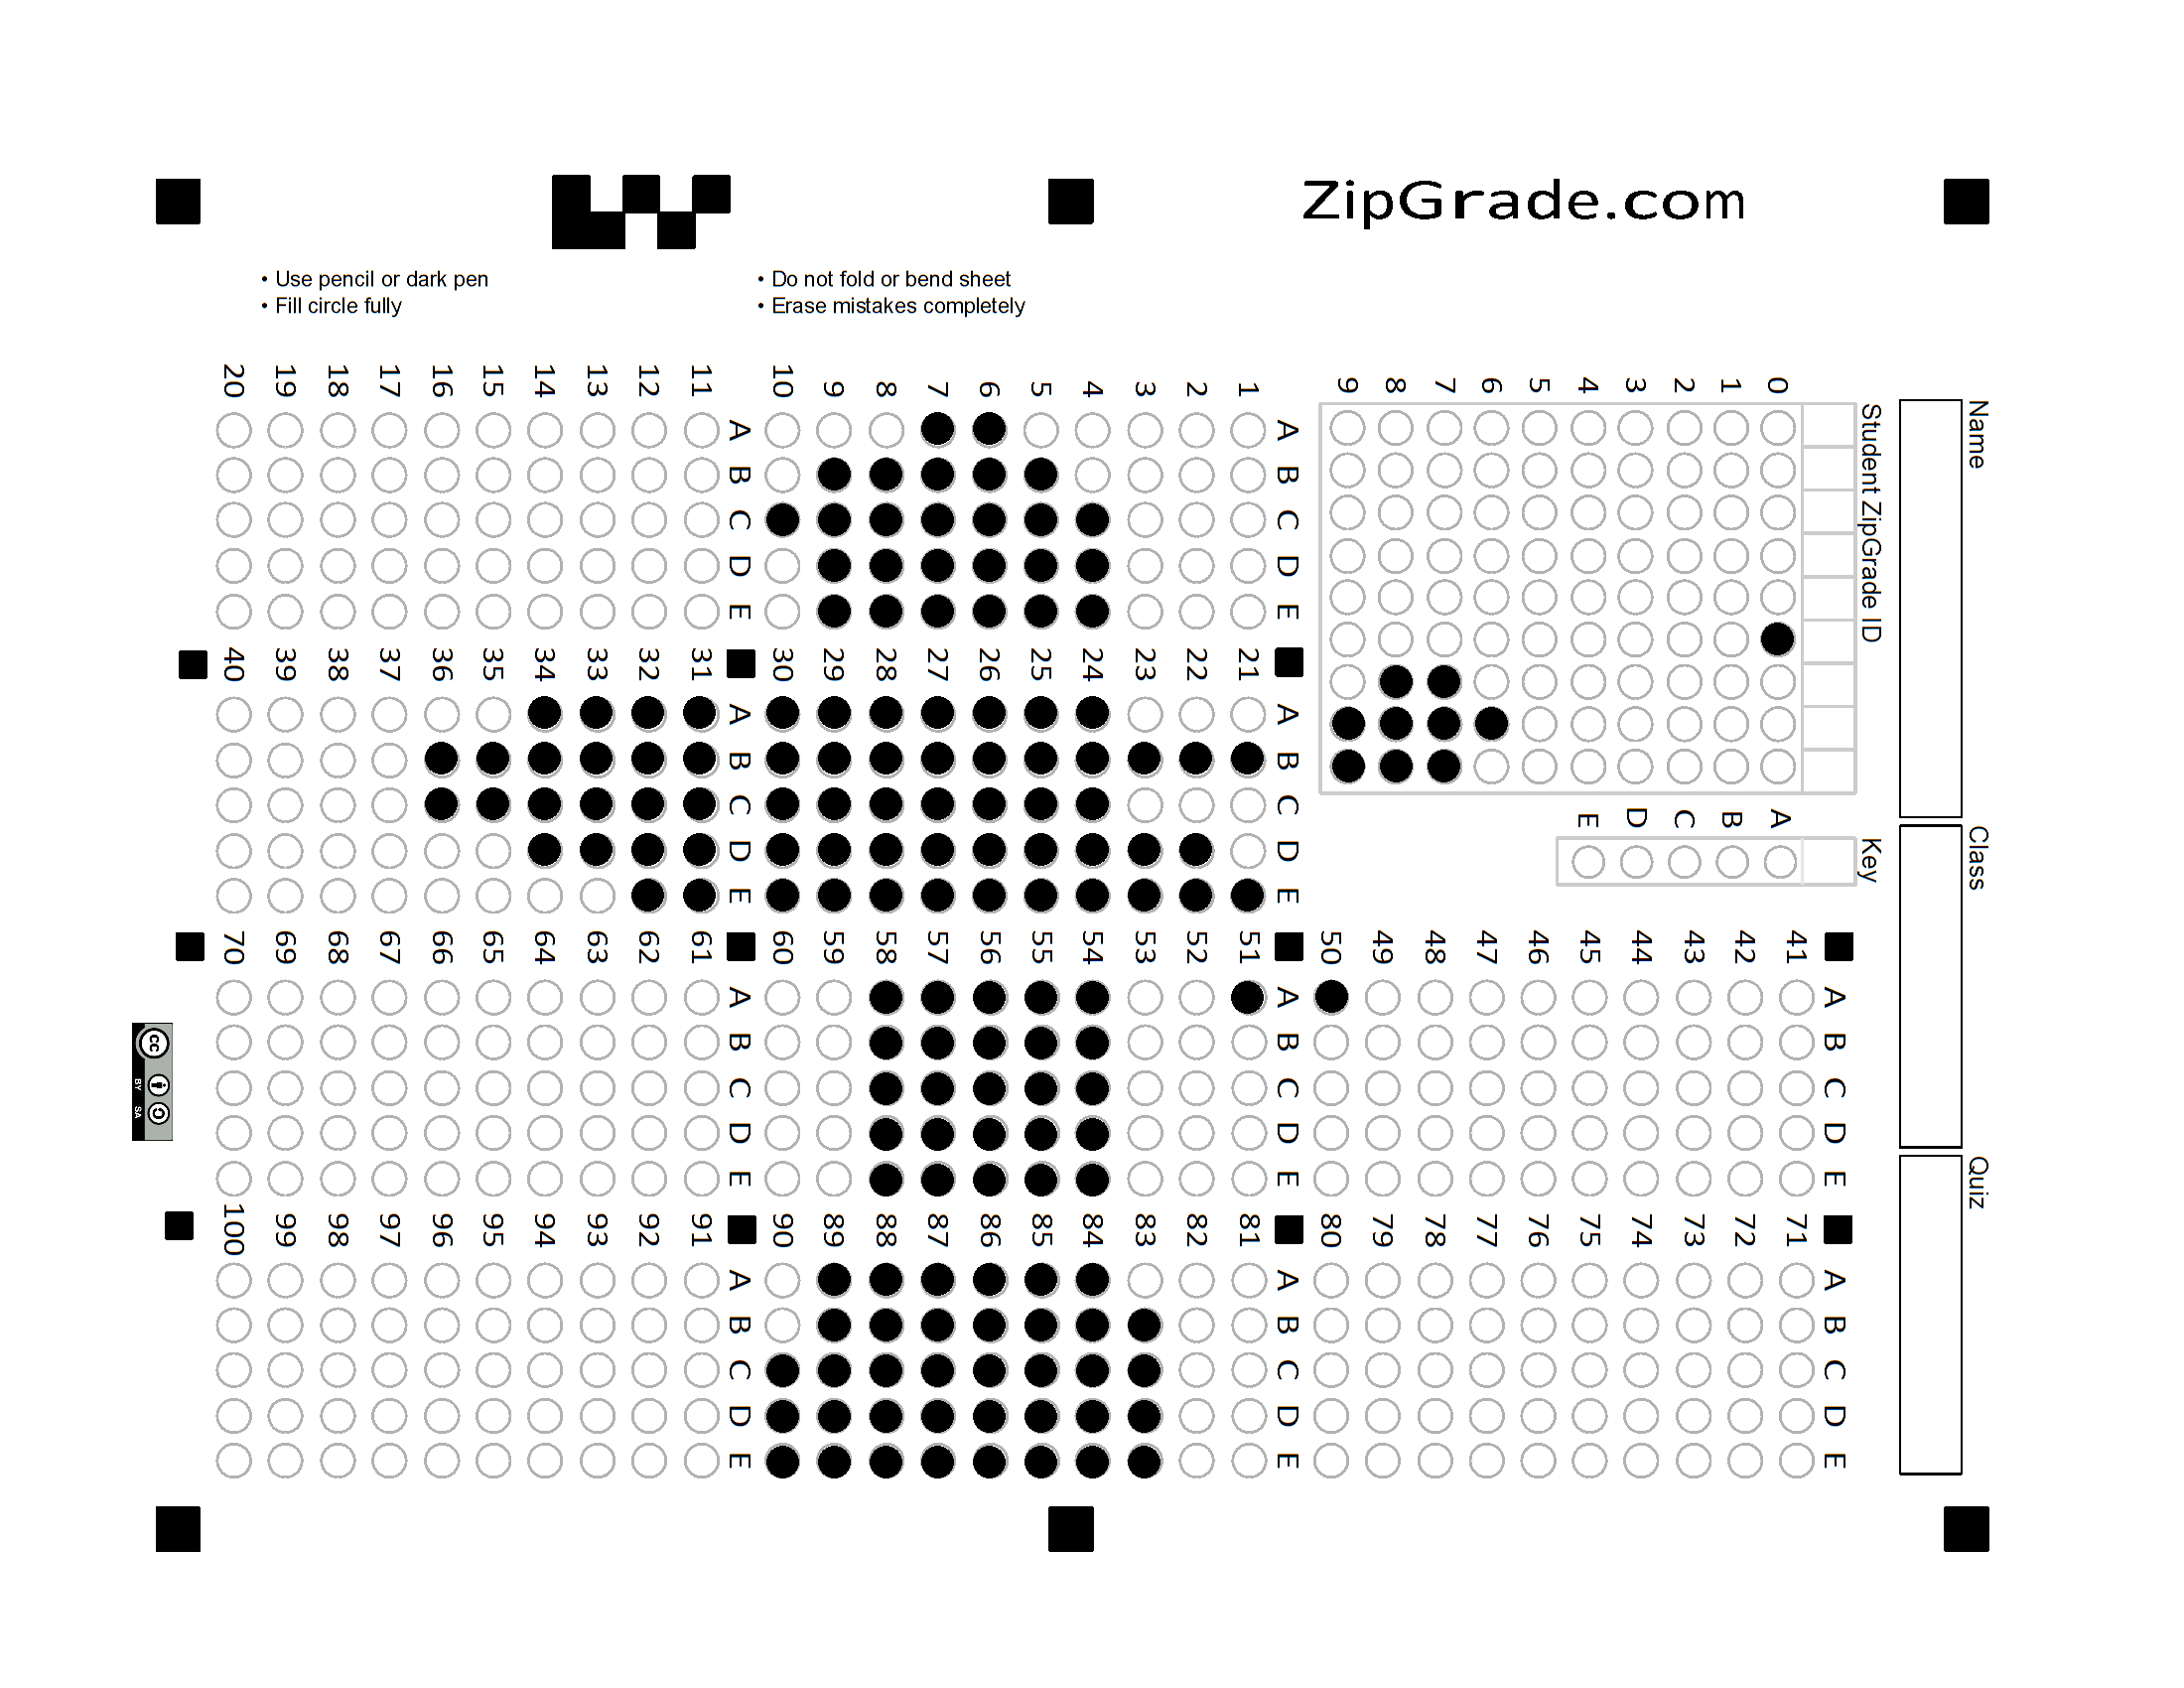 ZipGrade.com
• Use pencil or dark pen
• Fill circle fully
• Do not fold or bend sheet
• Erase mistakes completely
Name
Class
Quiz
Student ZipGrade ID
0 1 2 3 4 5 6 7 8 9
Key
A B C D E
A B C D E
1 2 3 4 5 6 7 8 9 10
A B C D E
11 12 13 14 15 16 17 18 19 20
A B C D E
21 22 23 24 25 26 27 28 29 30
A B C D E
31 32 33 34 35 36 37 38 39 40
A B C D E
41 42 43 44 45 46 47 48 49 50
A B C D E
51 52 53 54 55 56 57 58 59 60
A B C D E
61 62 63 64 65 66 67 68 69 70
A B C D E
71 72 73 74 75 76 77 78 79 80
A B C D E
81 82 83 84 85 86 87 88 89 90
A B C D E
91 92 93 94 95 96 97 98 99 100
cc
BY SA